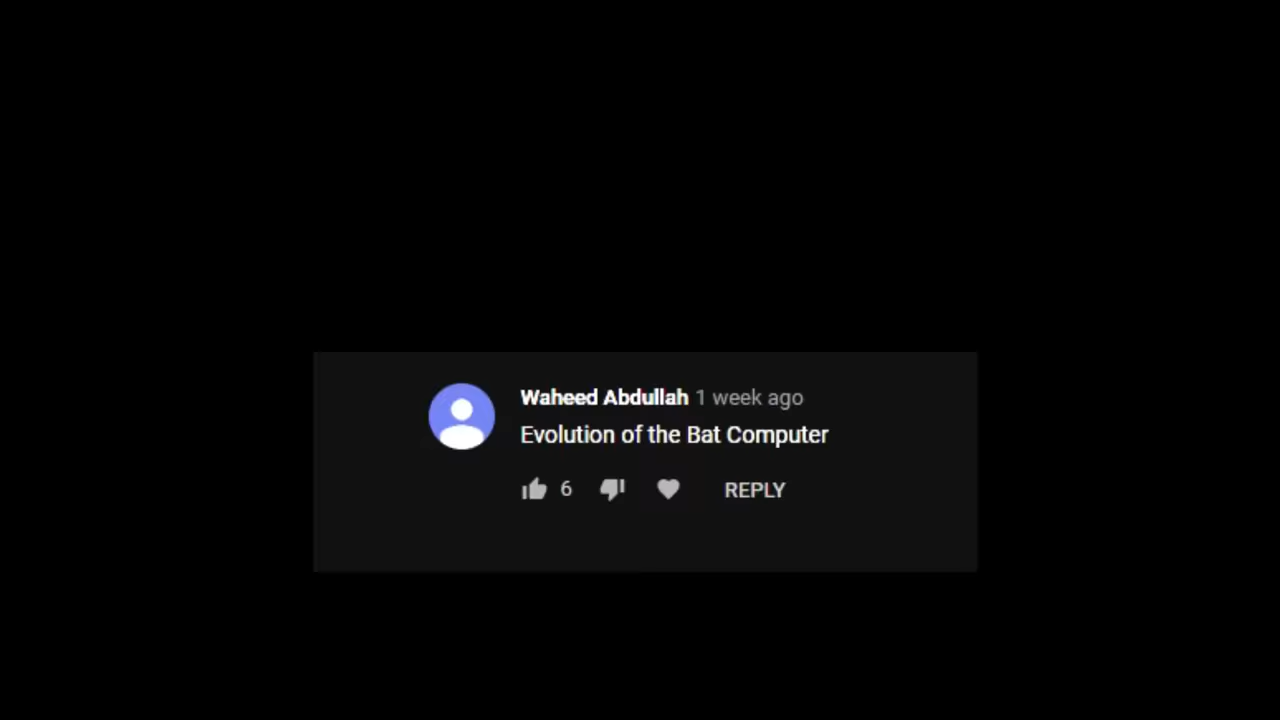 Waheed Abdullah 1 week ago
Evolution of the Bat Computer
6 REPLY